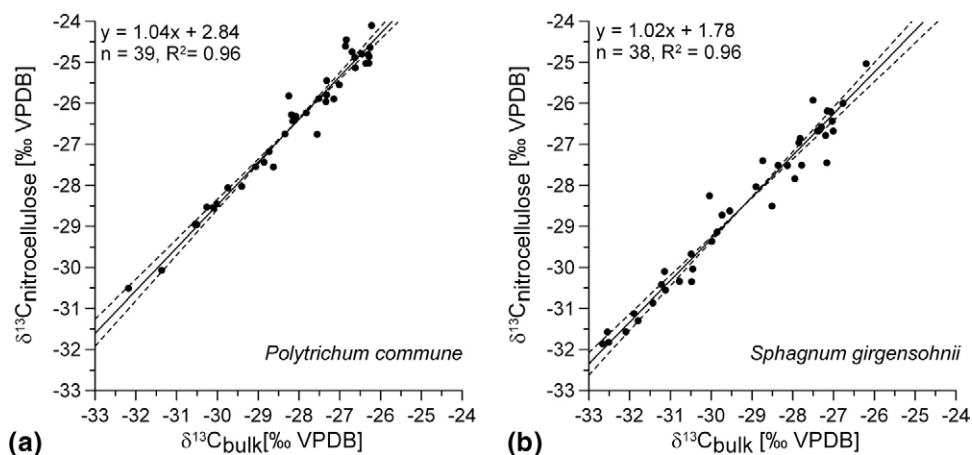 y = 1.04x + 2.84
n = 39, R²= 0.96
-24
-25
-26
-27
-28
-29
-30
-31
-32
-33
δ¹³Cnitrocellulose [‰ VPDB]
Polytrichum commune
-33 -32 -31 -30 -29 -28 -27 -26 -25 -24
(a) δ¹³Cbulk[‰ VPDB]
y = 1.02x + 1.78
n = 38, R² = 0.96
-24
-25
-26
-27
-28
-29
-30
-31
-32
-33
δ¹³Cnitrocellulose [‰ VPDB]
Sphagnum girgensohnii
-33 -32 -31 -30 -29 -28 -27 -26 -25 -24
(b) δ¹³Cbulk [‰ VPDB]